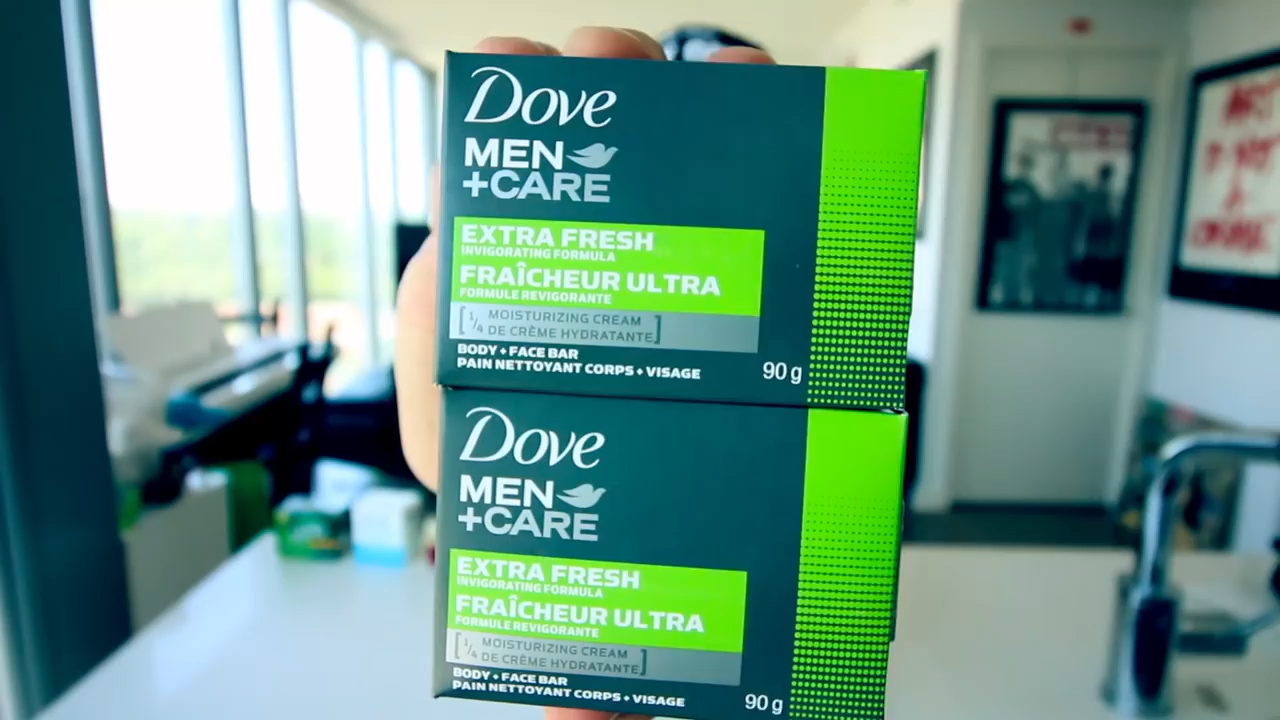 Dove
MEN
+CARE
EXTRA FRESH
INVIGORATING FORMULA
FRAÎCHEUR ULTRA
FORMULE REVIGORANTE
[1/4 MOISTURIZING CREAM
DE CRÈME HYDRATANTE]
BODY + FACE BAR
PAIN NETTOYANT CORPS + VISAGE
90 g
Dove
MEN
+CARE
EXTRA FRESH
INVIGORATING FORMULA
FRAÎCHEUR ULTRA
FORMULE REVIGORANTE
[1/4 MOISTURIZING CREAM
DE CRÈME HYDRATANTE]
BODY + FACE BAR
PAIN NETTOYANT CORPS + VISAGE
90 g
ART
A